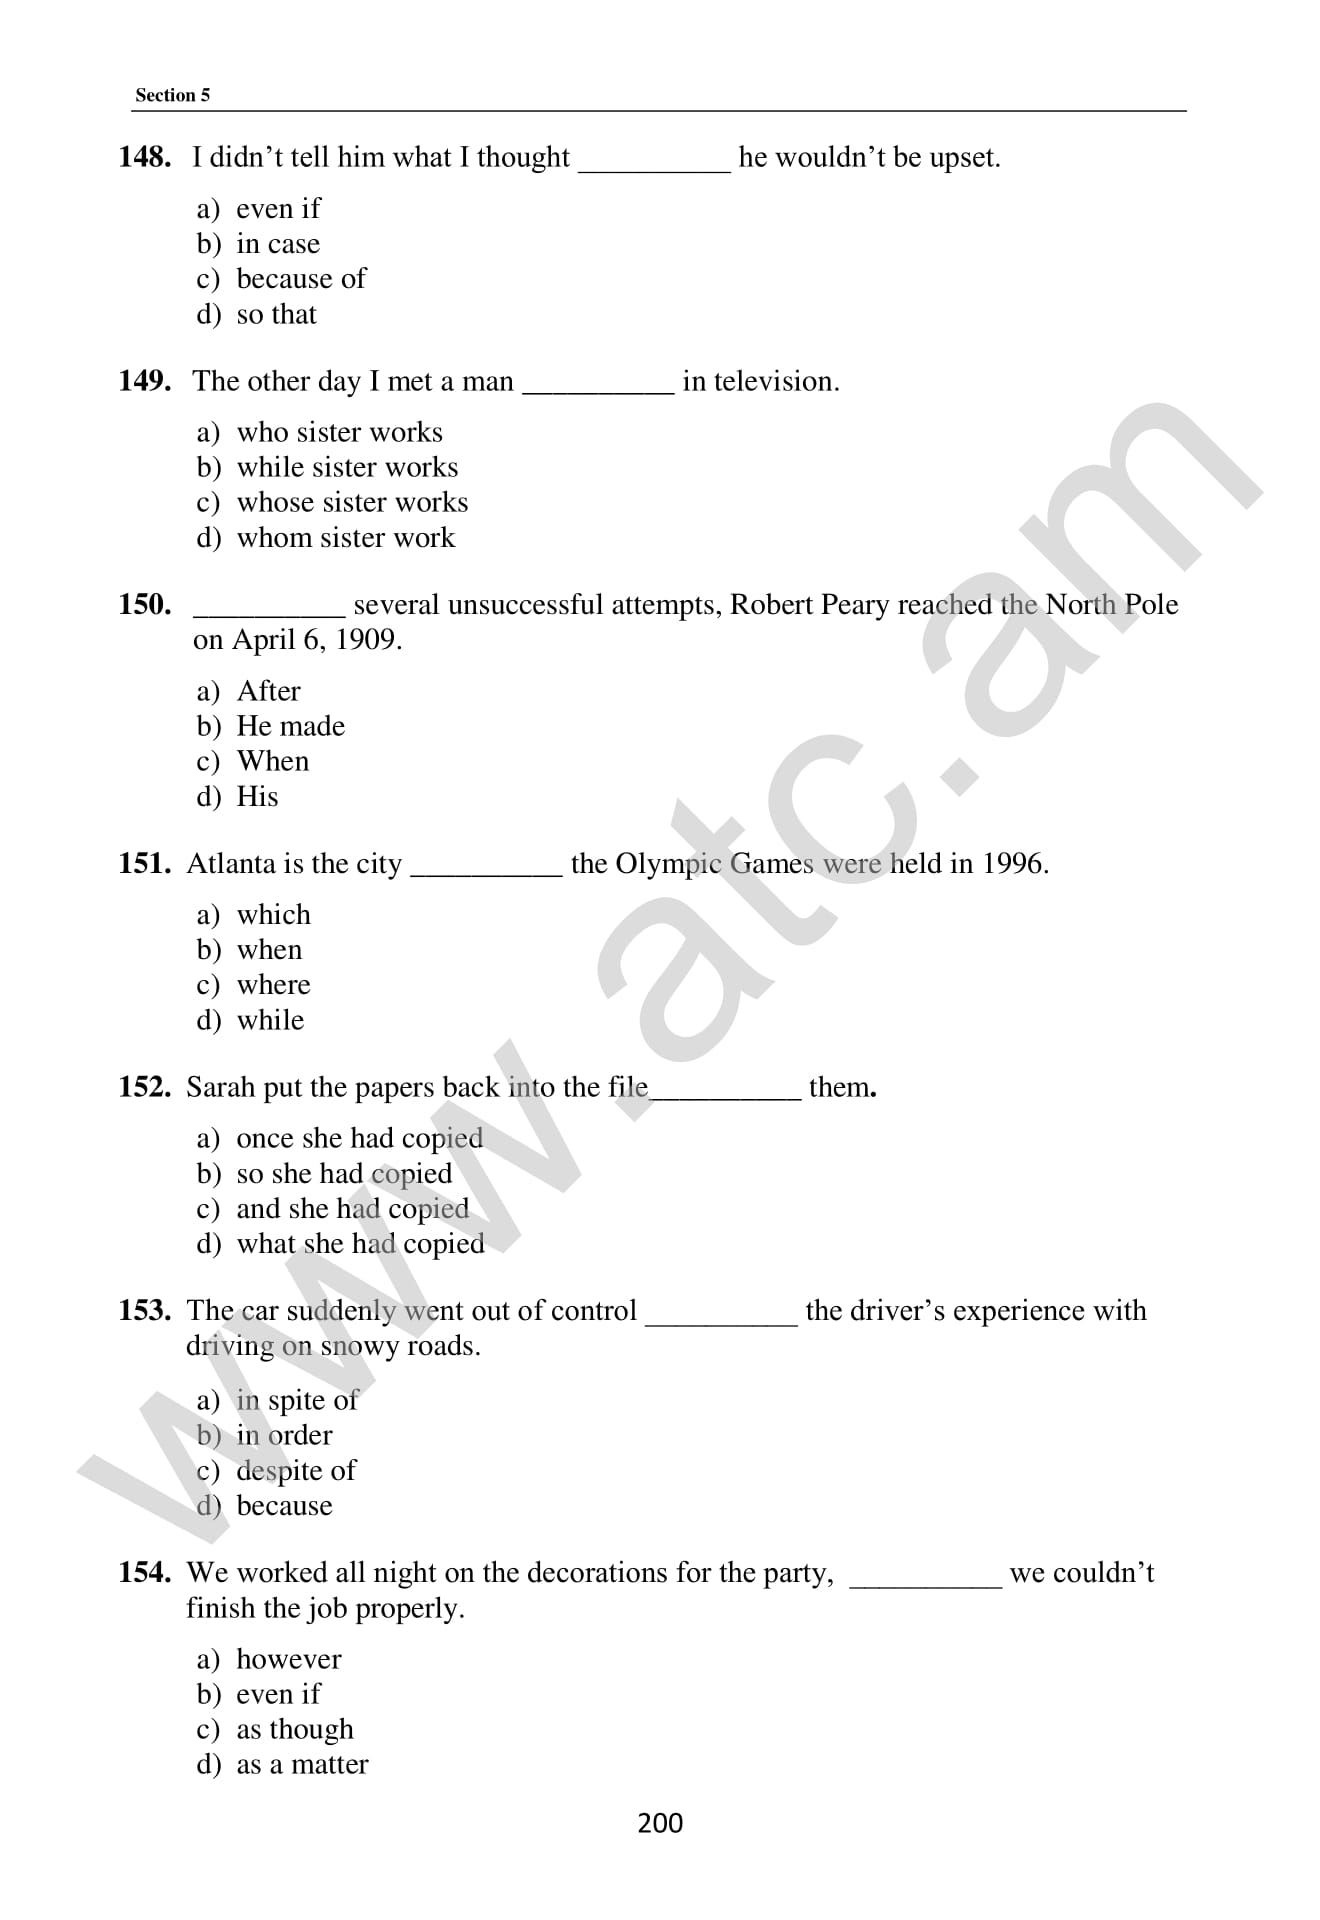 Section 5
148. I didn’t tell him what I thought __________ he wouldn’t be upset.
a) even if
b) in case
c) because of
d) so that
149. The other day I met a man __________ in television.
a) who sister works
b) while sister works
c) whose sister works
d) whom sister work
150. __________ several unsuccessful attempts, Robert Peary reached the North Pole
on April 6, 1909.
a) After
b) He made
c) When
d) His
151. Atlanta is the city __________ the Olympic Games were held in 1996.
a) which
b) when
c) where
d) while
152. Sarah put the papers back into the file__________ them.
a) once she had copied
b) so she had copied
c) and she had copied
d) what she had copied
153. The car suddenly went out of control __________ the driver’s experience with
driving on snowy roads.
a) in spite of
b) in order
c) despite of
d) because
154. We worked all night on the decorations for the party, __________ we couldn’t
finish the job properly.
a) however
b) even if
c) as though
d) as a matter
200
www.atc.am